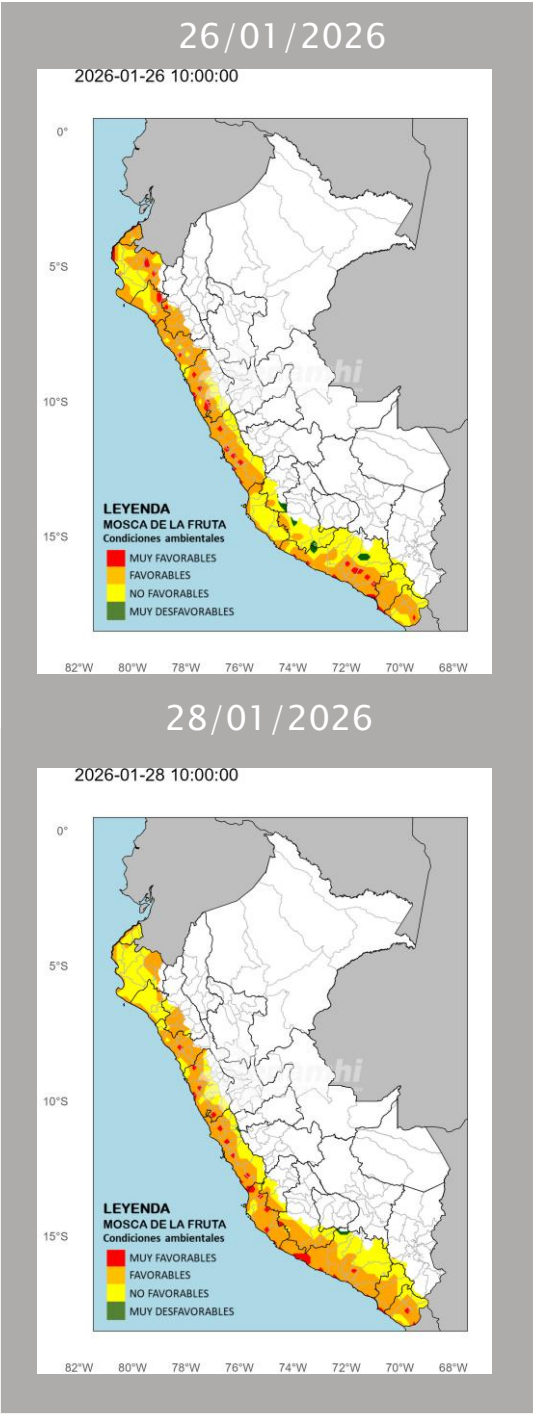 26/01/2026
2026-01-26 10:00:00
0°
5°S
10°S
15°S
LEYENDA
MOSCA DE LA FRUTA
Condiciones ambientales
MUY FAVORABLES
FAVORABLES
NO FAVORABLES
MUY DESFAVORABLES
82°W 80°W 78°W 76°W 74°W 72°W 70°W 68°W
28/01/2026
2026-01-28 10:00:00
0°
5°S
10°S
15°S
LEYENDA
MOSCA DE LA FRUTA
Condiciones ambientales
MUY FAVORABLES
FAVORABLES
NO FAVORABLES
MUY DESFAVORABLES
82°W 80°W 78°W 76°W 74°W 72°W 70°W 68°W